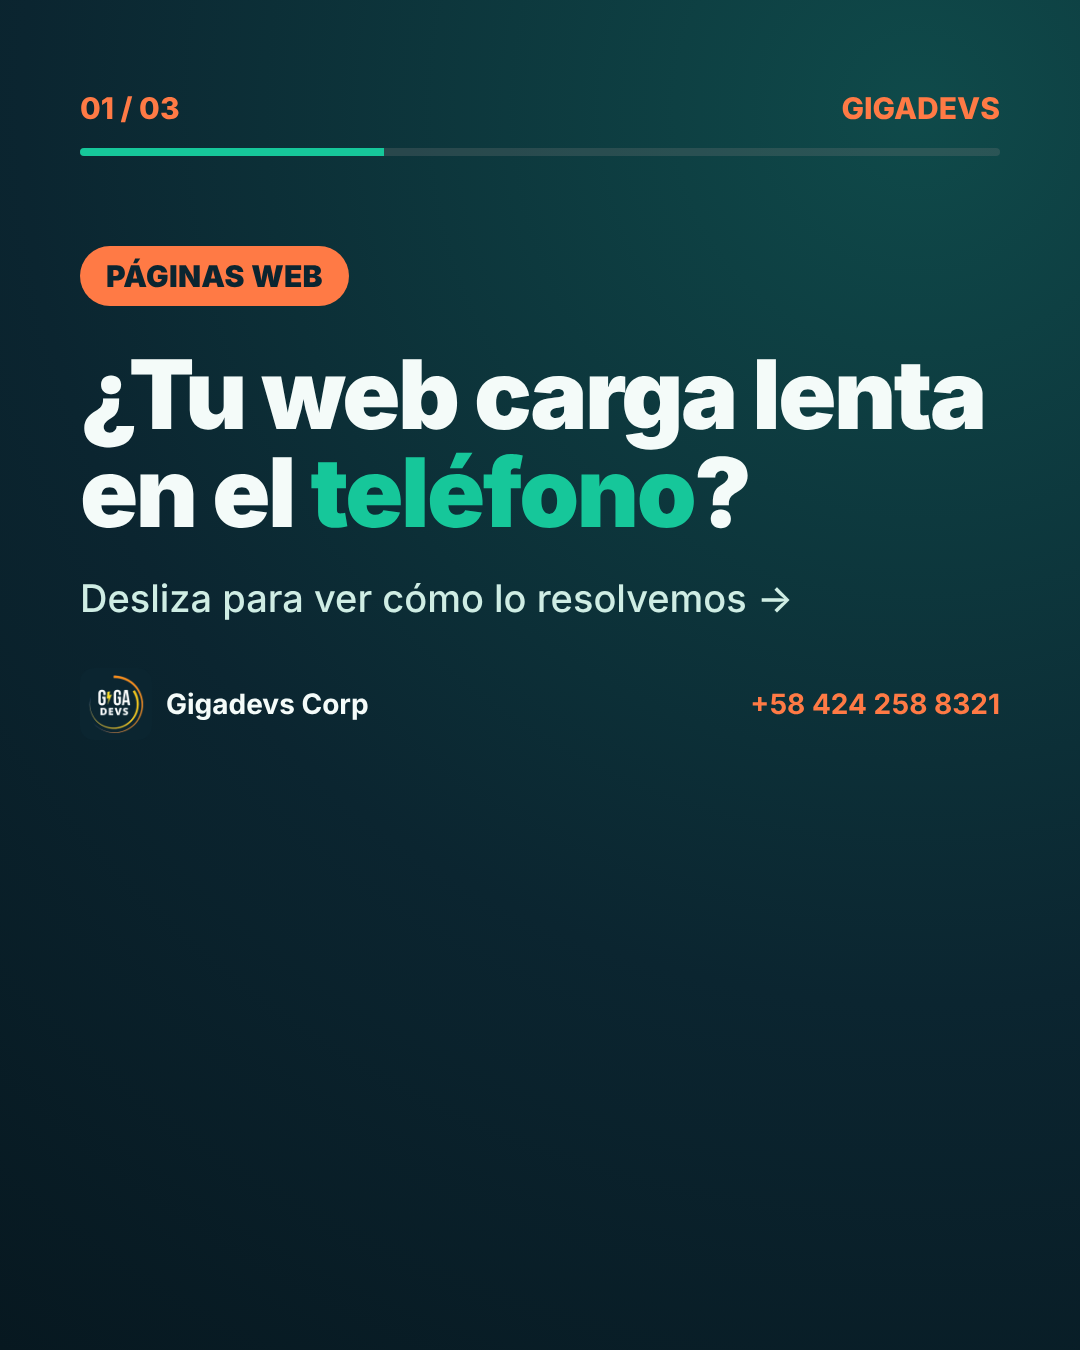 01 / 03
GIGADEVS
PÁGINAS WEB
¿Tu web carga lenta
en el teléfono?
Desliza para ver cómo lo resolvemos →
GIGA
DEVS
Gigadevs Corp
+58 424 258 8321